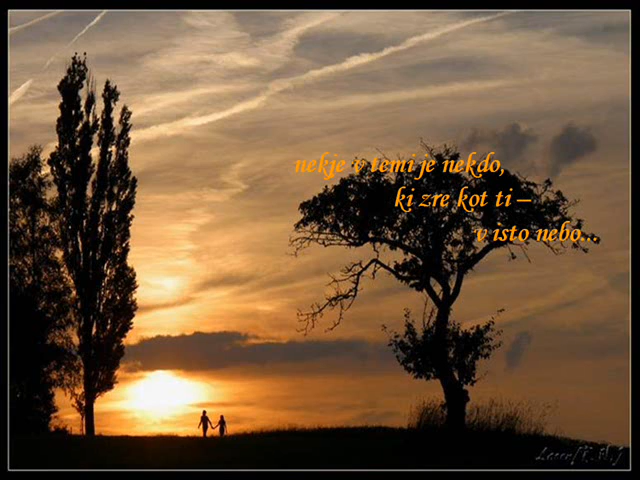 nekje v temi je nekdo,
ki zre kot ti –
v isto nebo...